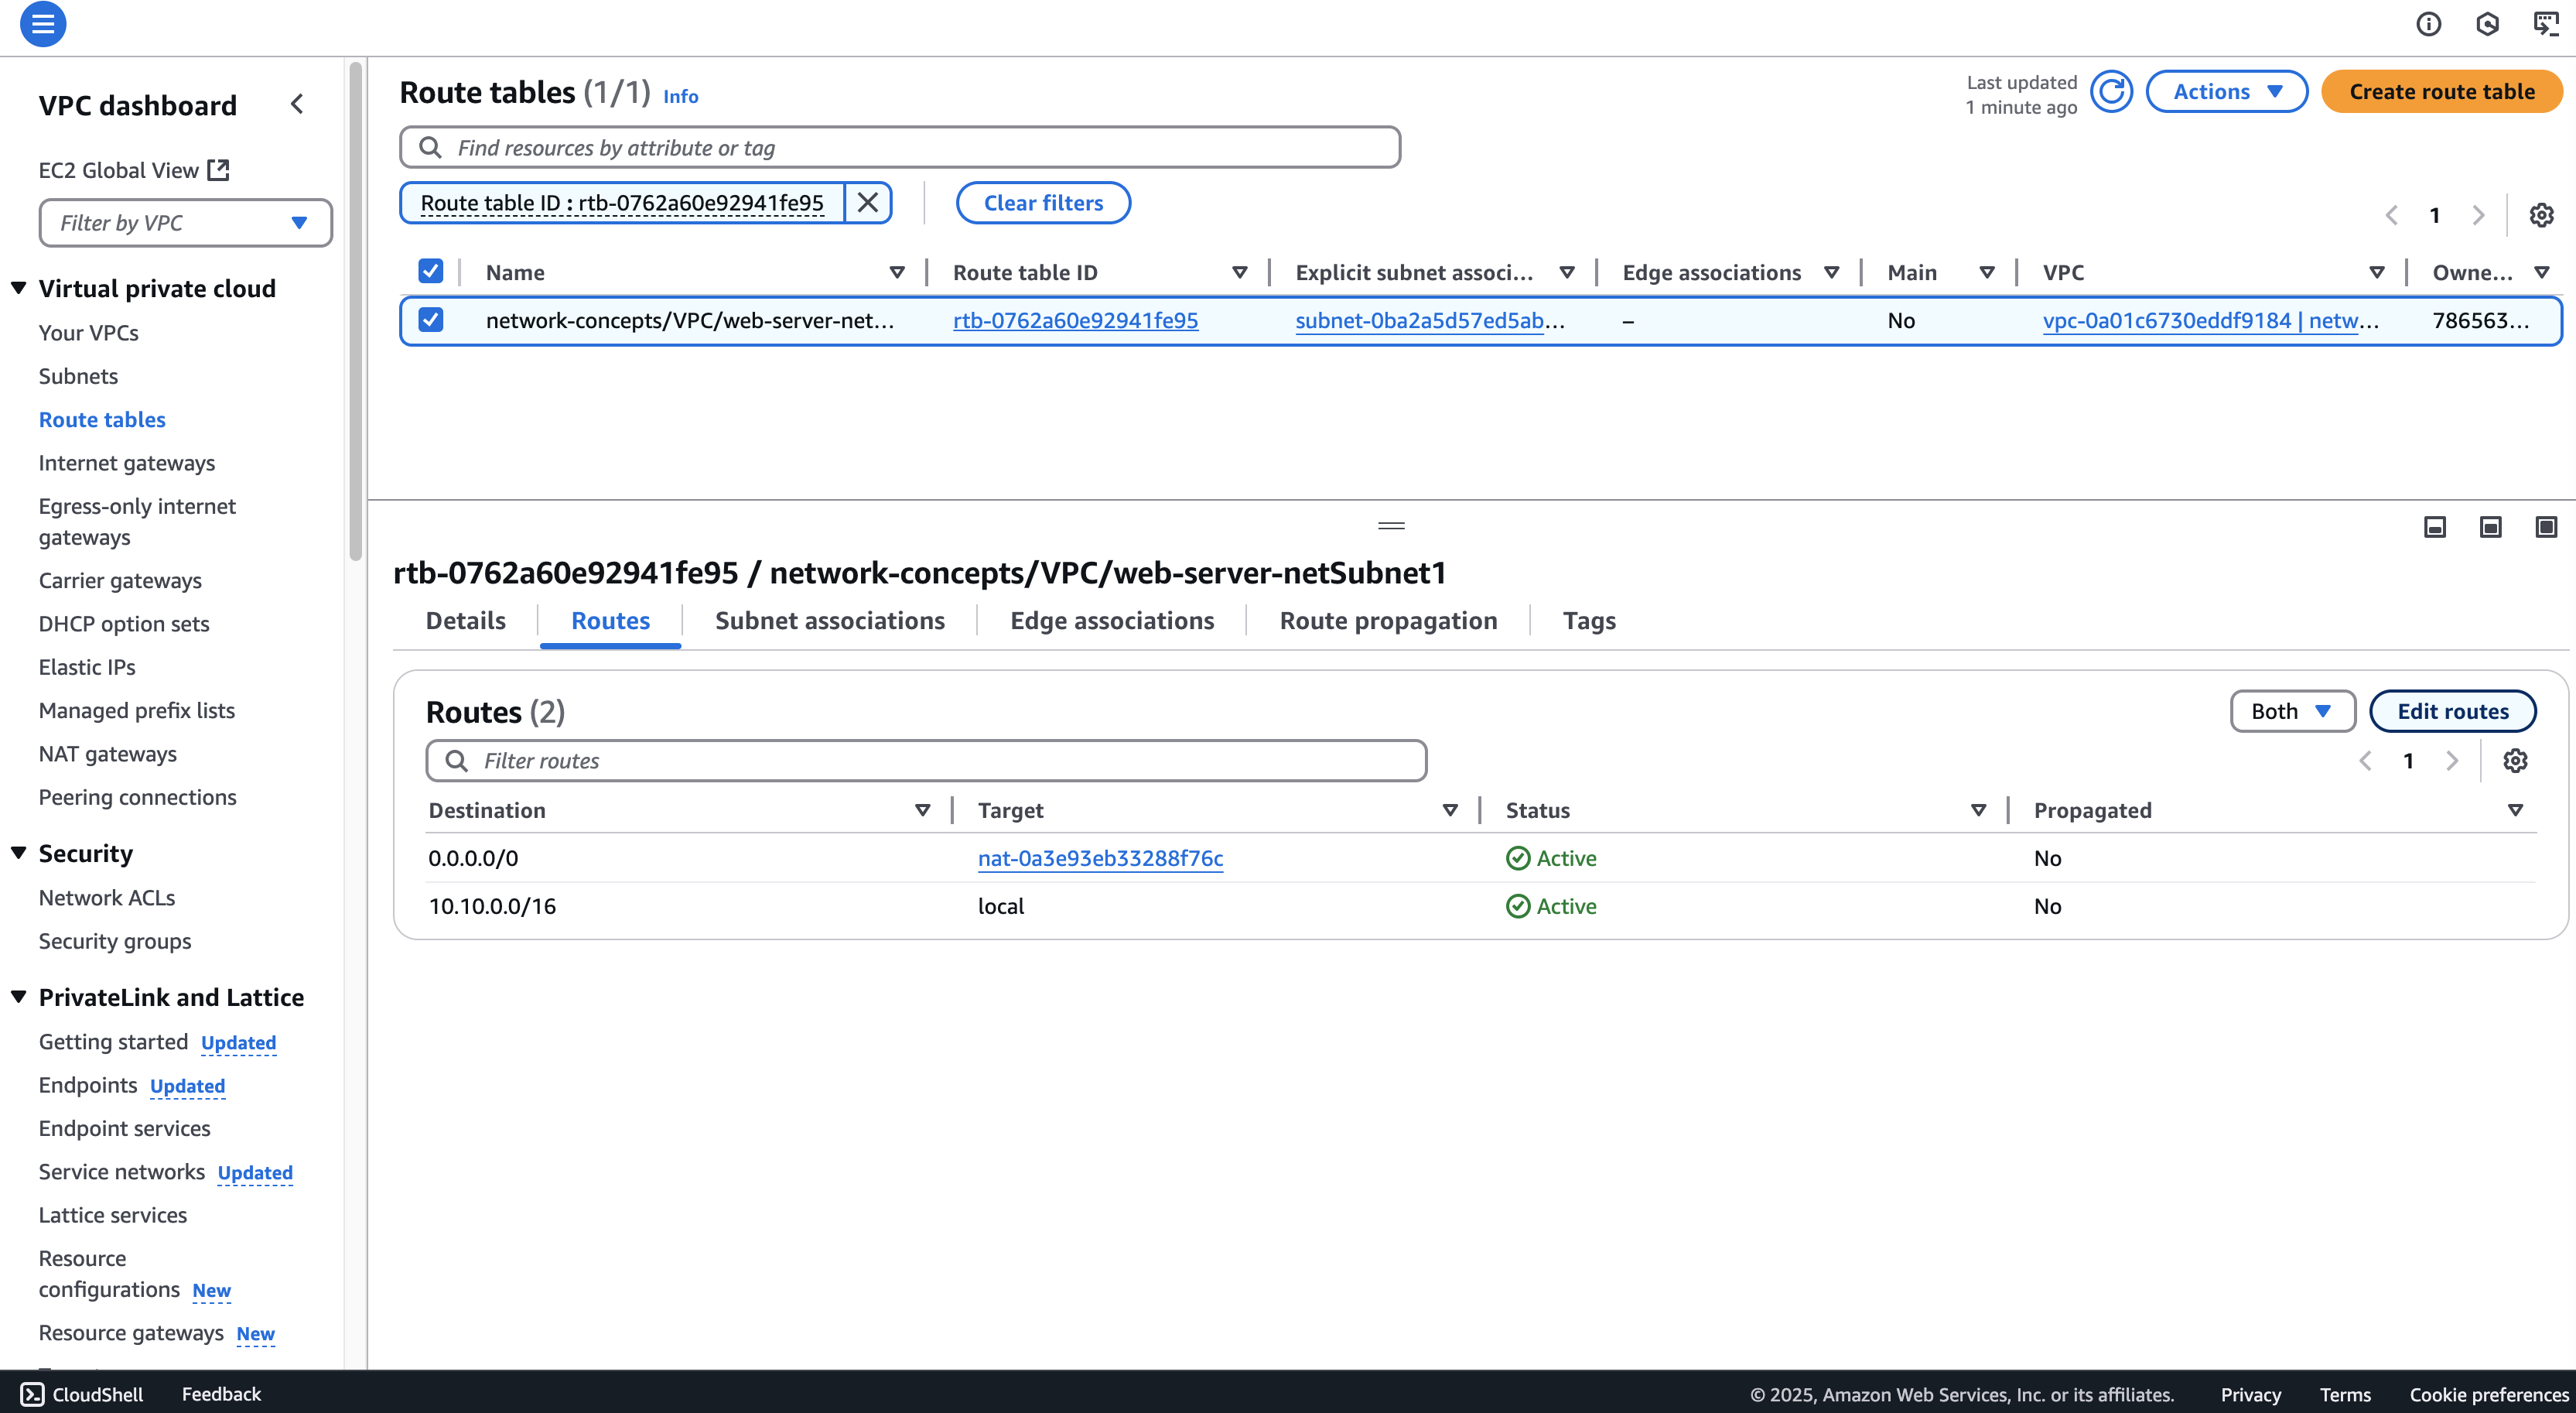 VPC dashboard
EC2 Global View
Filter by VPC
Virtual private cloud
Your VPCs
Subnets
Route tables
Internet gateways
Egress-only internet
gateways
Carrier gateways
DHCP option sets
Elastic IPs
Managed prefix lists
NAT gateways
Peering connections
Security
Network ACLs
Security groups
PrivateLink and Lattice
Getting started Updated
Endpoints Updated
Endpoint services
Service networks Updated
Lattice services
Resource
configurations New
Resource gateways New
Route tables (1/1) Info
Last updated
1 minute ago
Actions
Create route table
Find resources by attribute or tag
Route table ID : rtb-0762a60e92941fe95
Clear filters
1
Name Route table ID Explicit subnet associ... Edge associations Main VPC Owne...
network-concepts/VPC/web-server-net... rtb-0762a60e92941fe95 subnet-0ba2a5d57ed5ab... – No vpc-0a01c6730eddf9184 | netw... 786563...
rtb-0762a60e92941fe95 / network-concepts/VPC/web-server-netSubnet1
Details Routes Subnet associations Edge associations Route propagation Tags
Routes (2)
Both
Edit routes
Filter routes
1
Destination Target Status Propagated
0.0.0.0/0 nat-0a3e93eb33288f76c Active No
10.10.0.0/16 local Active No
CloudShell Feedback © 2025, Amazon Web Services, Inc. or its affiliates. Privacy Terms Cookie preferences